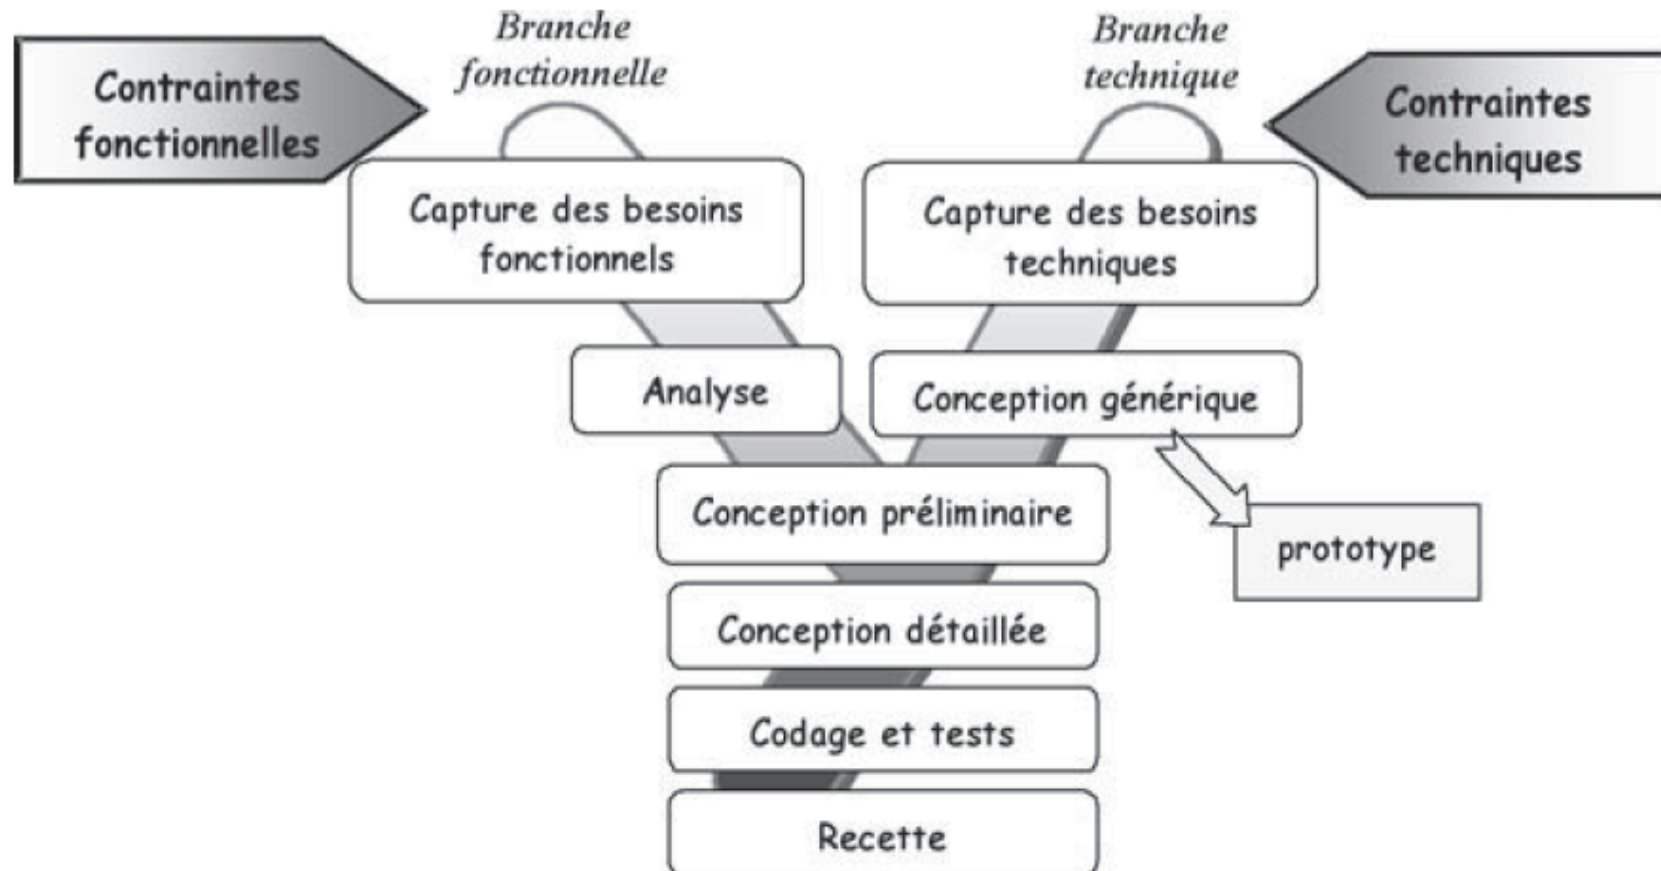 Branche
fonctionnelle
Branche
technique
Contraintes
fonctionnelles
Contraintes
techniques
Capture des besoins
fonctionnels
Capture des besoins
techniques
Analyse
Conception générique
Conception préliminaire
prototype
Conception détaillée
Codage et tests
Recette